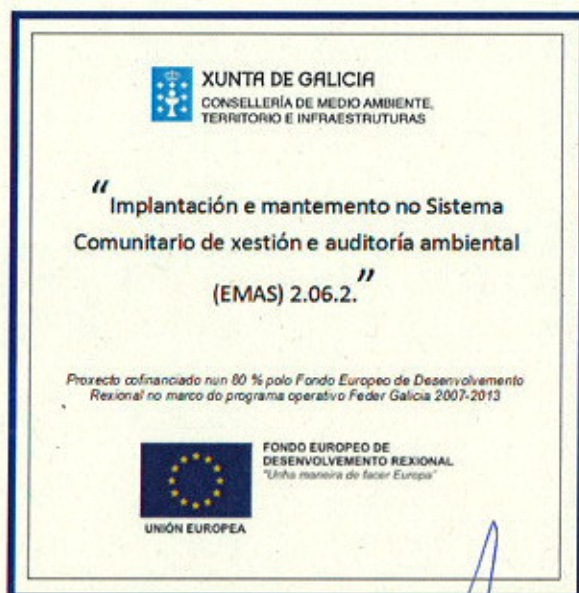 XUNTA DE GALICIA
CONSELLERÍA DE MEDIO AMBIENTE,
TERRITORIO E INFRAESTRUTURAS
“Implantación e mantemento no Sistema
Comunitario de xestión e auditoría ambiental
(EMAS) 2.06.2.”
Proxecto cofinanciado nun 80 % polo Fondo Europeo de Desenvolvemento
Rexional no marco do programa operativo Feder Galicia 2007-2013
FONDO EUROPEO DE
DESENVOLVEMENTO REXIONAL
"Unha maneira de facer Europa"
UNIÓN EUROPEA